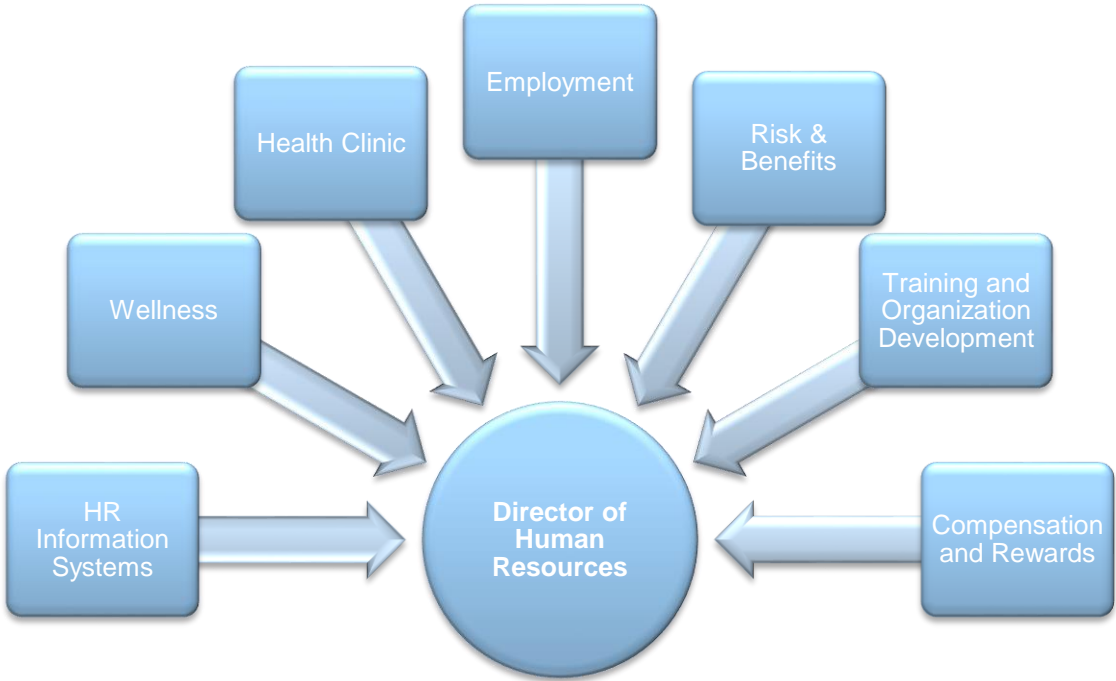 Employment
Health Clinic
Risk &
Benefits
Wellness
Training and
Organization
Development
HR
Information
Systems
Director of
Human
Resources
Compensation
and Rewards